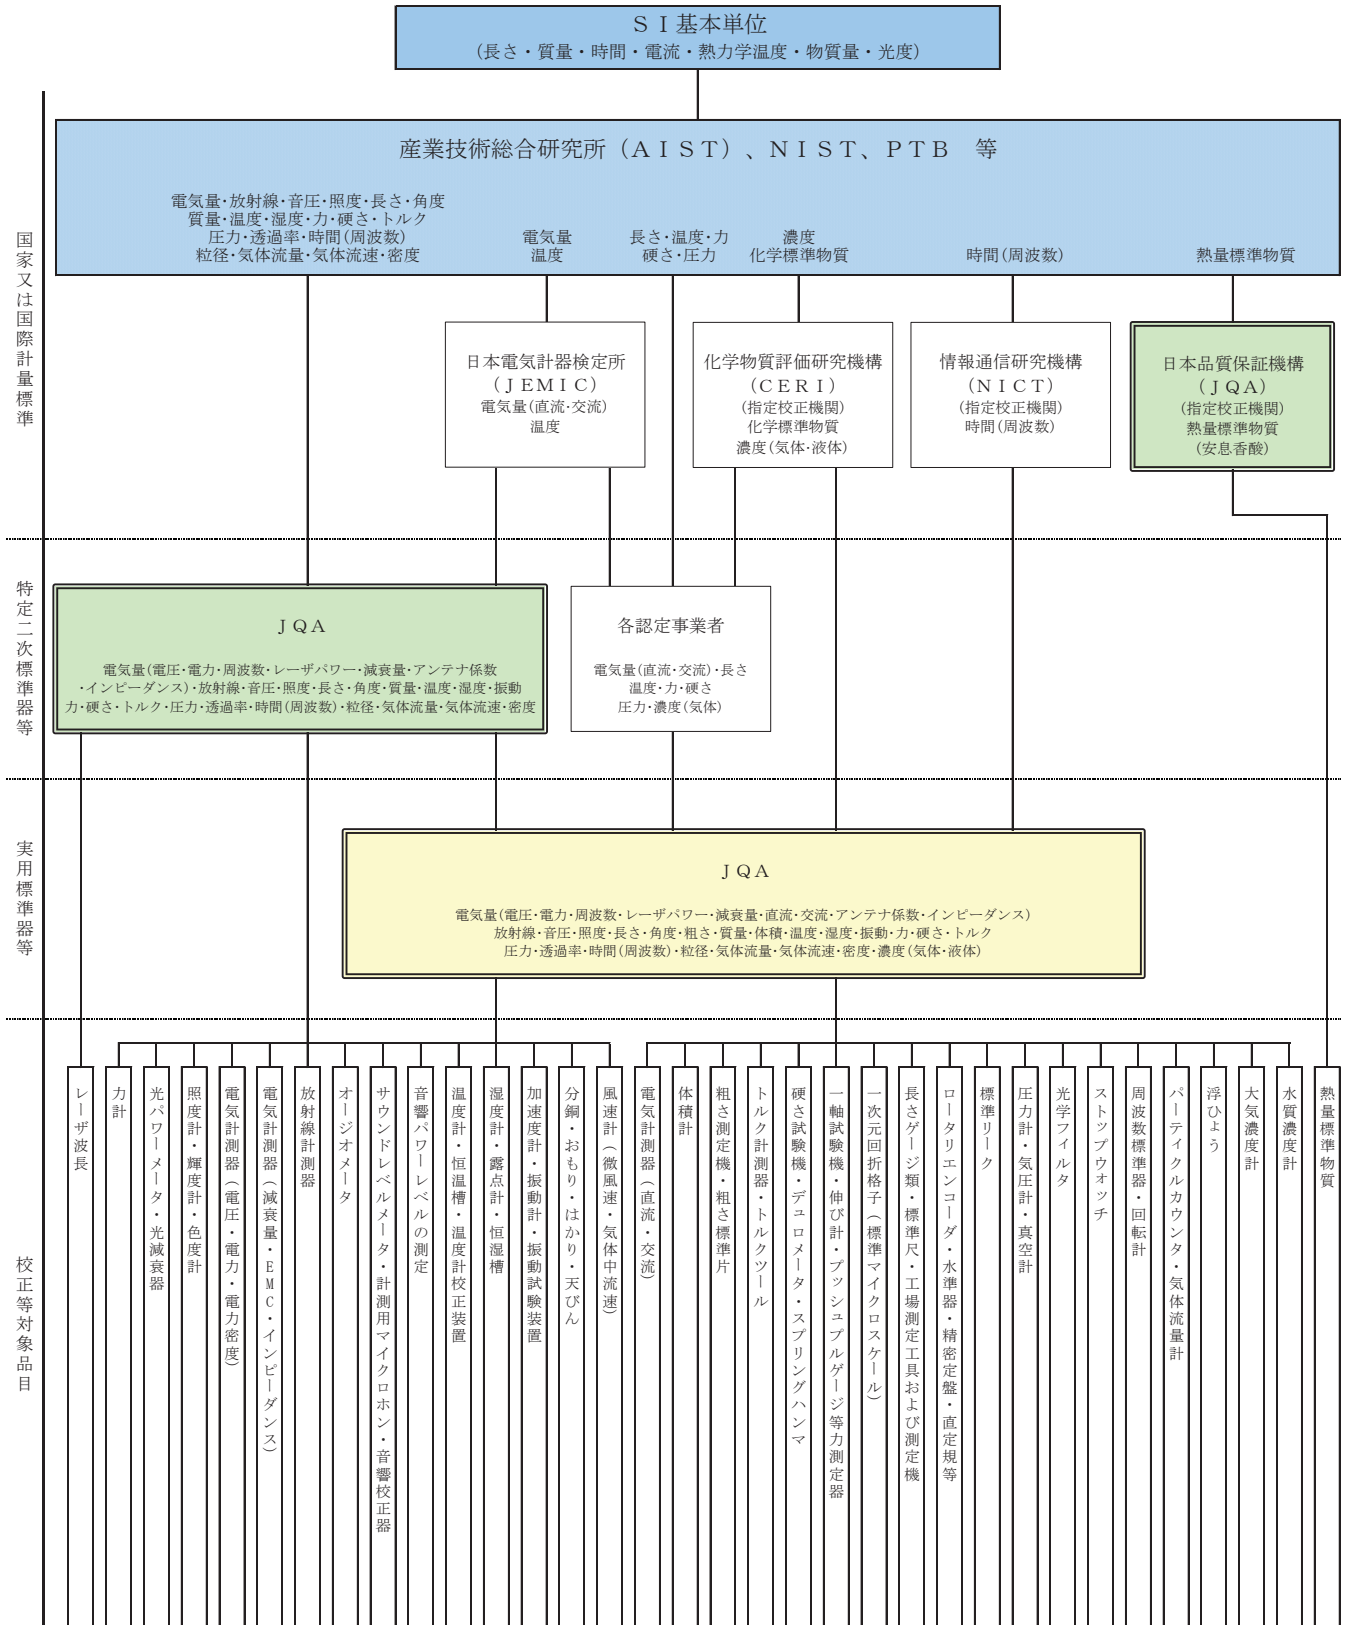 ＳＩ基本単位
(長さ・質量・時間・電流・熱力学温度・物質量・光度)
産業技術総合研究所（ＡＩＳＴ）、ＮＩＳＴ、ＰＴＢ　等
電気量・放射線・音圧・照度・長さ・角度
質量・温度・湿度・力・硬さ・トルク
圧力・透過率・時間(周波数)
粒径・気体流量・気体流速・密度
電気量
温度
長さ・温度・力
硬さ・圧力
濃度
化学標準物質
時間(周波数)
熱量標準物質
国家又は国際計量標準
日本電気計器検定所
(ＪＥＭＩＣ)
電気量(直流・交流)
温度
化学物質評価研究機構
(ＣＥＲＩ)
(指定校正機関)
化学標準物質
濃度(気体・液体)
情報通信研究機構
(ＮＩＣＴ)
(指定校正機関)
時間(周波数)
日本品質保証機構
(ＪＱＡ)
(指定校正機関)
熱量標準物質
(安息香酸)
特定二次標準器等
ＪＱＡ
電気量(電圧・電力・周波数・レーザパワー・減衰量・アンテナ係数
・インピーダンス)・放射線・音圧・照度・長さ・角度・質量・温度・湿度・振動
力・硬さ・トルク・圧力・透過率・時間(周波数)・粒径・気体流量・気体流速・密度
各認定事業者
電気量(直流・交流)・長さ
温度・力・硬さ
圧力・濃度(気体)
実用標準器等
ＪＱＡ
電気量(電圧・電力・周波数・レーザパワー・減衰量・直流・交流・アンテナ係数・インピーダンス)
放射線・音圧・照度・長さ・角度・粗さ・質量・体積・温度・湿度・振動・力・硬さ・トルク
圧力・透過率・時間(周波数)・粒径・気体流量・気体流速・密度・濃度(気体・液体)
校正等対象品目
レーザ波長
力計
光パワーメータ・光減衰器
照度計・輝度計・色度計
電気計測器(電圧・電力・電力密度)
電気計測器(減衰量・ＥＭＣ・インピーダンス)
放射線計測器
オージオメータ
サウンドレベルメータ・計測用マイクロホン・音響校正器
音響パワーレベルの測定
温度計・恒温槽・温度計校正装置
湿度計・露点計・恒湿槽
加速度計・振動計・振動試験装置
分銅・おもり・はかり・天びん
風速計(微風速・気体中流速)
電気計測器(直流・交流)
体積計
粗さ測定機・粗さ標準片
トルク計測器・トルクツール
硬さ試験機・デュロメータ・スプリングハンマ
一軸試験機・伸び計・プッシュプルゲージ等力測定器
一次元回折格子(標準マイクロスケール)
長さゲージ類・標準尺・工場測定工具および測定機
ロータリエンコーダ・水準器・精密定盤・直定規等
標準リーク
圧力計・気圧計・真空計
光学フィルタ
ストップウォッチ
周波数標準器・回転計
パーティクルカウンタ・気体流量計
浮ひょう
大気濃度計
水質濃度計
熱量標準物質